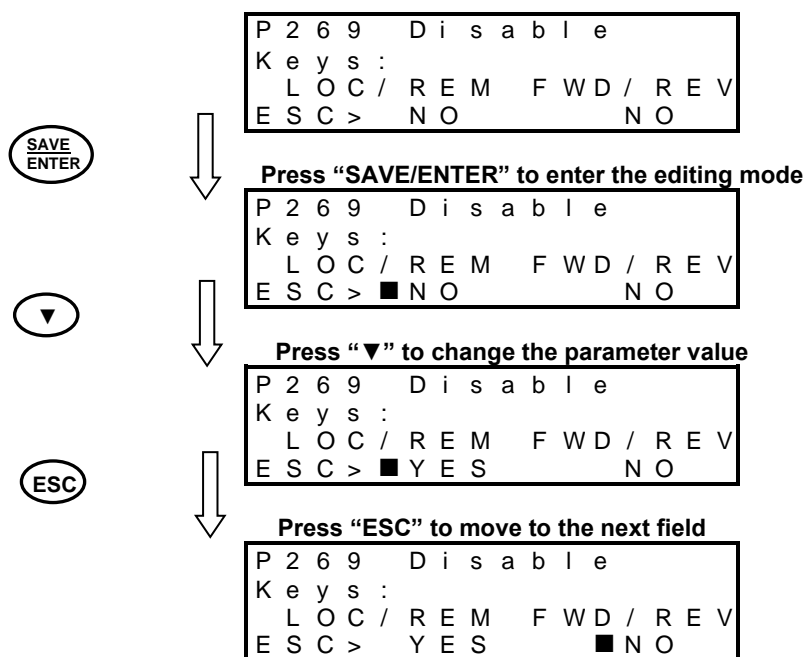 P269 Disable
Keys:
LOC/REM FWD/REV
ESC> NO NO
SAVE
ENTER
Press “SAVE/ENTER” to enter the editing mode
P269 Disable
Keys:
LOC/REM FWD/REV
ESC> ■NO NO
▼
Press “▼” to change the parameter value
P269 Disable
Keys:
LOC/REM FWD/REV
ESC> ■YES NO
ESC
Press “ESC” to move to the next field
P269 Disable
Keys:
LOC/REM FWD/REV
ESC> YES ■NO